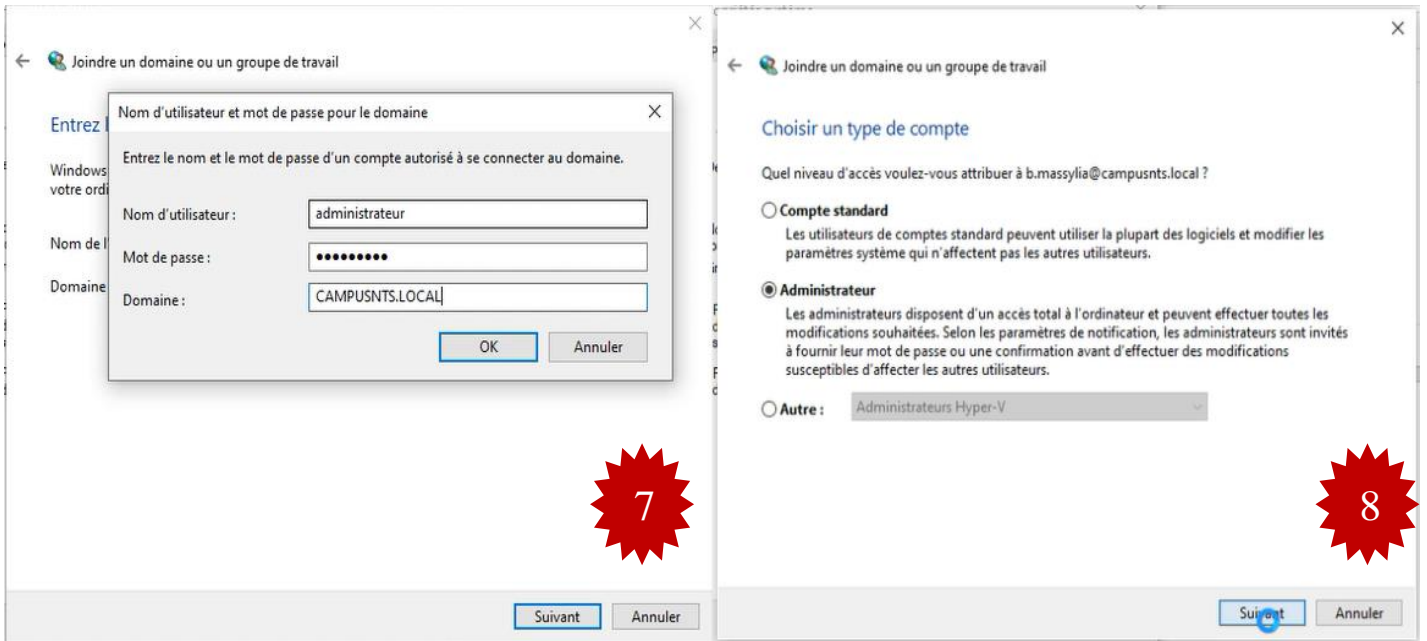 Joindre un domaine ou un groupe de travail
Entrez l
Nom d'utilisateur et mot de passe pour le domaine
Entrez le nom et le mot de passe d'un compte autorisé à se connecter au domaine.
Windows
votre ordi
Nom d'utilisateur :
administrateur
Nom de l'
Mot de passe :
Domaine
Domaine :
CAMPUSNTS.LOCAL
OK
Annuler
7
Suivant
Annuler
Joindre un domaine ou un groupe de travail
Choisir un type de compte
Quel niveau d'accès voulez-vous attribuer à b.massylia@campusnts.local ?
Compte standard
Les utilisateurs de comptes standard peuvent utiliser la plupart des logiciels et modifier les
paramètres système qui n'affectent pas les autres utilisateurs.
Administrateur
Les administrateurs disposent d'un accès total à l'ordinateur et peuvent effectuer toutes les
modifications souhaitées. Selon les paramètres de notification, les administrateurs sont invités
à fournir leur mot de passe ou une confirmation avant d'effectuer des modifications
susceptibles d'affecter les autres utilisateurs.
Autre :
Administrateurs Hyper-V
8
Suivant
Annuler